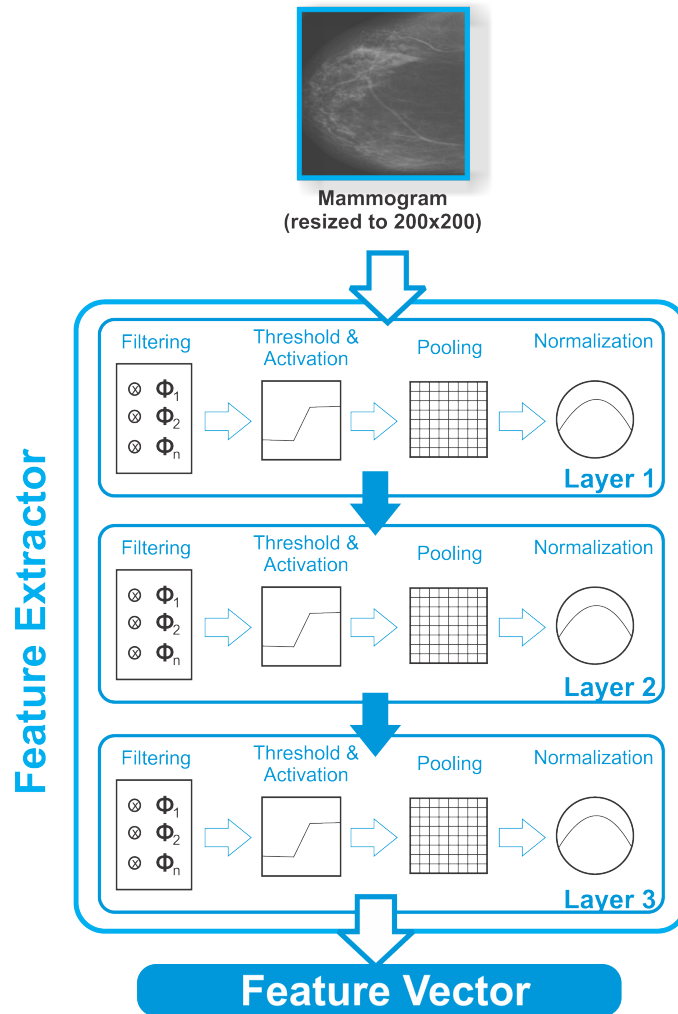 Mammogram
(resized to 200x200)
Feature Extractor
Filtering
Threshold &
Activation
Pooling
Normalization
ⓧ Φ1
ⓧ Φ2
ⓧ Φn
Layer 1
Filtering
Threshold &
Activation
Pooling
Normalization
ⓧ Φ1
ⓧ Φ2
ⓧ Φn
Layer 2
Filtering
Threshold &
Activation
Pooling
Normalization
ⓧ Φ1
ⓧ Φ2
ⓧ Φn
Layer 3
Feature Vector